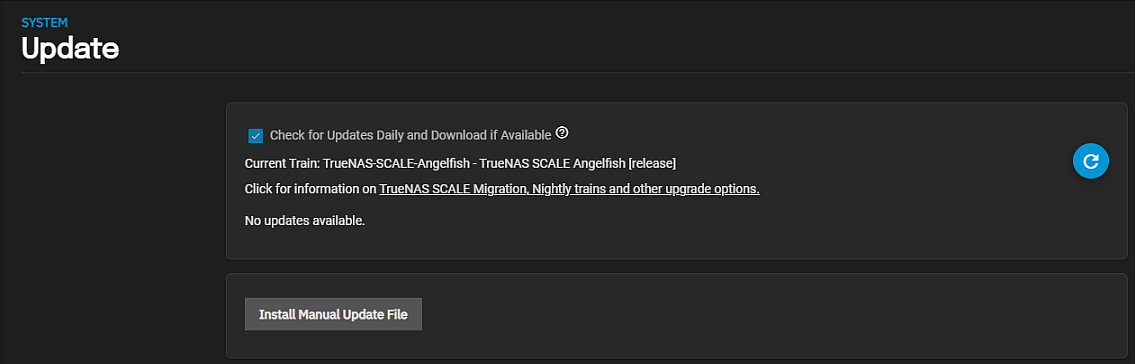 SYSTEM
Update
Check for Updates Daily and Download if Available
Current Train: TrueNAS-SCALE-Angelfish - TrueNAS SCALE Angelfish [release]
Click for information on TrueNAS SCALE Migration, Nightly trains and other upgrade options.
No updates available.
Install Manual Update File